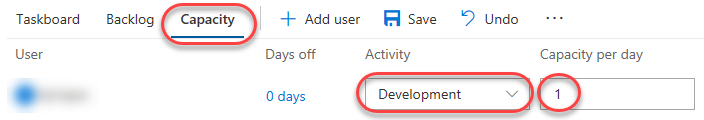 Taskboard Backlog Capacity + Add user Save Undo ...
User Days off Activity Capacity per day
0 days Development 1